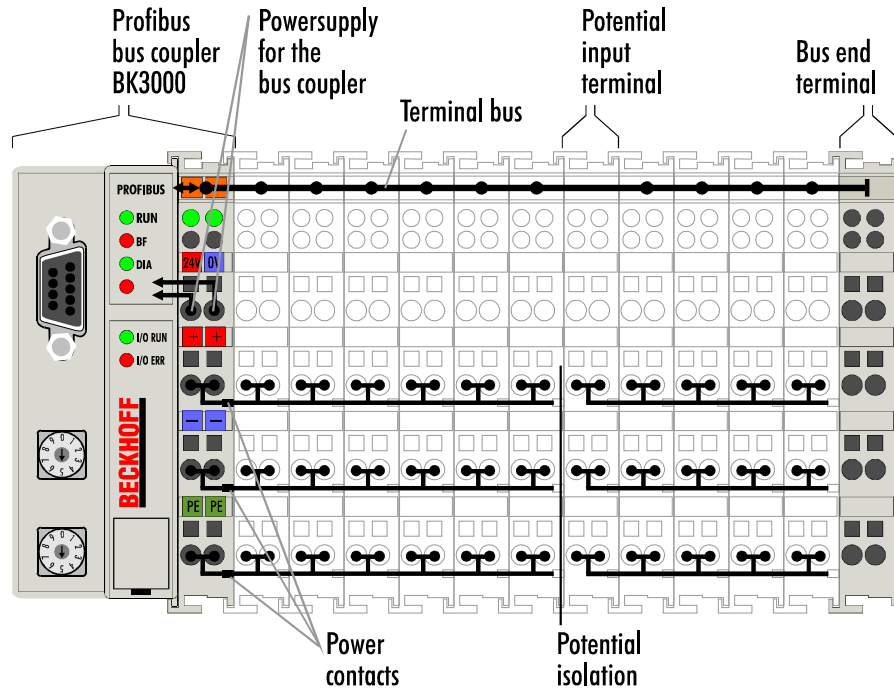 Profibus
bus coupler
BK3000
Powersupply
for the
bus coupler
Potential
input
terminal
Bus end
terminal
Terminal bus
PROFIBUS
RUN
BF
DIA
24V 0V
I/O RUN
+ +
I/O ERR
BECKHOFF
− −
PE PE
Power
contacts
Potential
isolation